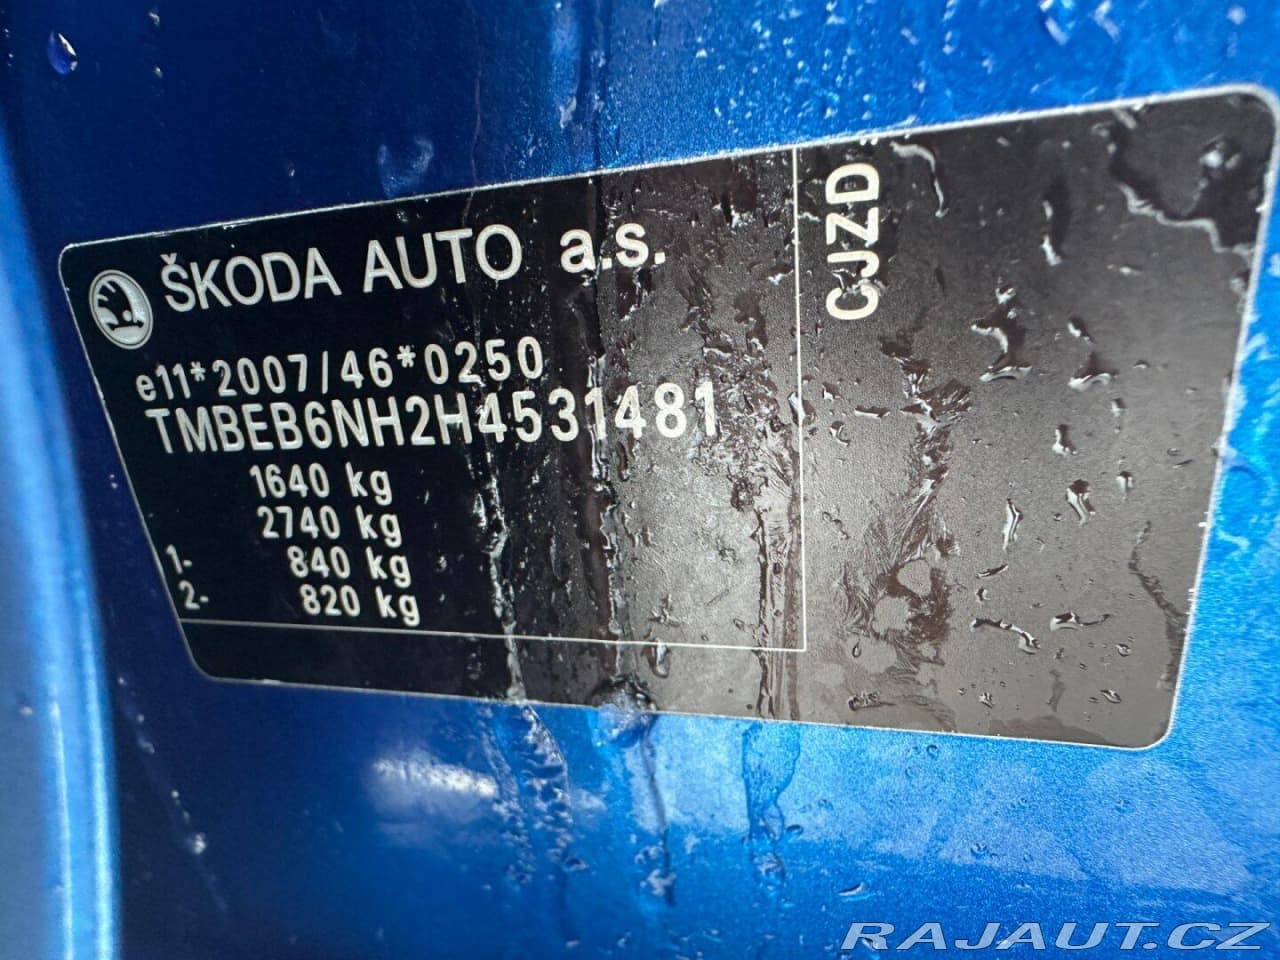 ŠKODA AUTO a.s.
e11*2007/46*0250
TMBEB6NH2H4531481
1640 kg
2740 kg
1- 840 kg
2- 820 kg
CJZD
RAJAUT.CZ